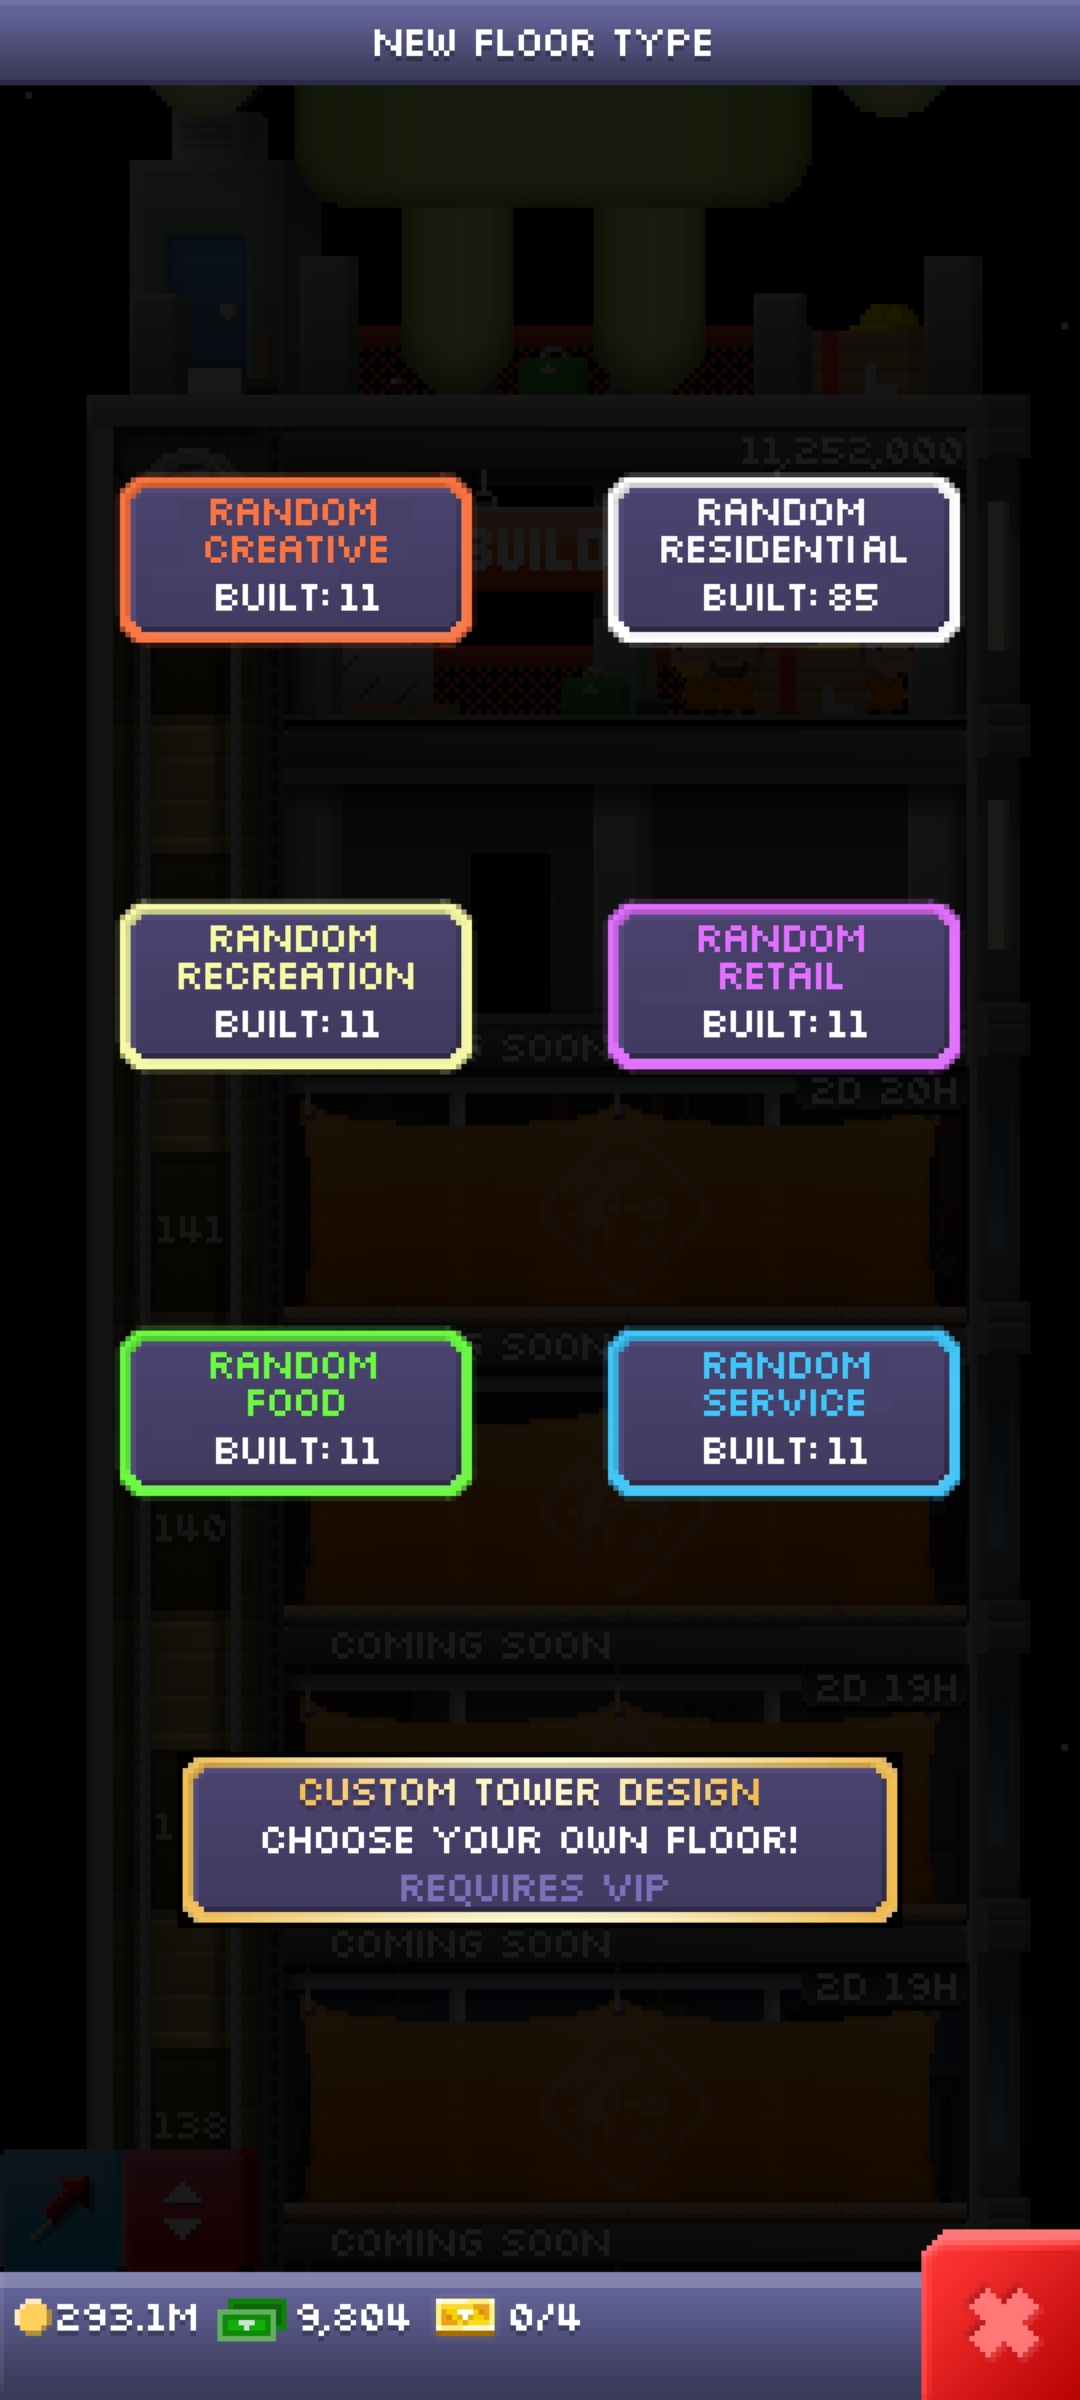 NEW FLOOR TYPE
11,252,000
RANDOM
CREATIVE
BUILT: 11
BUILD
RANDOM
RESIDENTIAL
BUILT: 85
RANDOM
RECREATION
BUILT: 11
RANDOM
RETAIL
BUILT: 11
SOON
2D 20H
141
RANDOM
FOOD
BUILT: 11
SOON
RANDOM
SERVICE
BUILT: 11
140
COMING SOON
2D 19H
CUSTOM TOWER DESIGN
CHOOSE YOUR OWN FLOOR!
REQUIRES VIP
COMING SOON
2D 19H
138
COMING SOON
293.1M 9,804 0/4